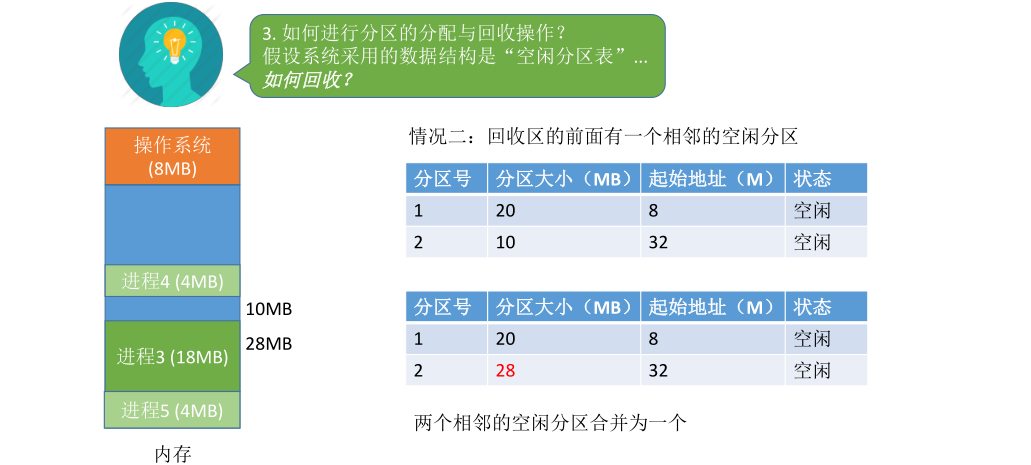 3. 如何进行分区的分配与回收操作？
假设系统采用的数据结构是“空闲分区表”...
如何回收？
操作系统
(8MB)
进程4 (4MB)
10MB
28MB
进程3 (18MB)
进程5 (4MB)
内存
情况二：回收区的前面有一个相邻的空闲分区
分区号 分区大小（MB） 起始地址（M） 状态
1 20 8 空闲
2 10 32 空闲
分区号 分区大小（MB） 起始地址（M） 状态
1 20 8 空闲
2 28 32 空闲
两个相邻的空闲分区合并为一个